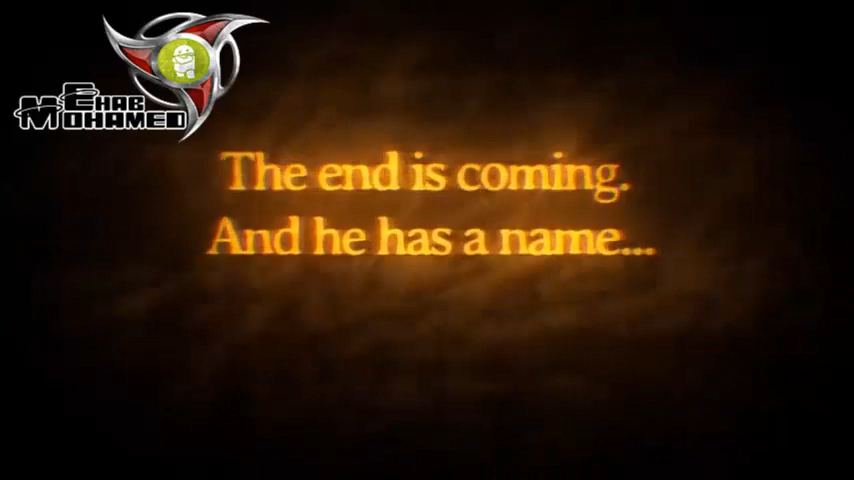 Ehab
Mohamed
The end is coming.
And he has a name...